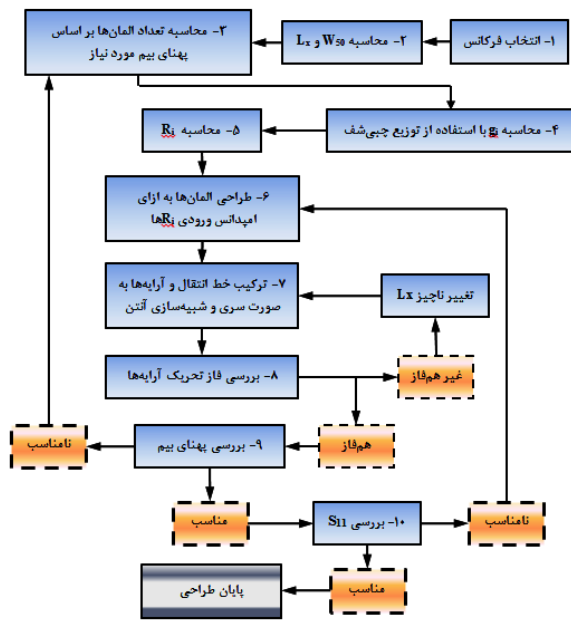 ۱- انتخاب فرکانس
۲- محاسبه W50 و Lx
۳- محاسبه تعداد المان‌ها بر اساس
پهنای بیم مورد نیاز
۴- محاسبه gi با استفاده از توزیع چبی‌شف
۵- محاسبه Ri
۶- طراحی المان‌ها به ازای
امپدانس ورودی Riها
۷- ترکیب خط انتقال و آرایه‌ها به
صورت سری و شبیه‌سازی آنتن
تغییر ناچیز Lx
۸- بررسی فاز تحریک آرایه‌ها
غیر هم‌فاز
هم‌فاز
۹- بررسی پهنای بیم
نامناسب
مناسب
۱۰- بررسی S11
نامناسب
مناسب
پایان طراحی